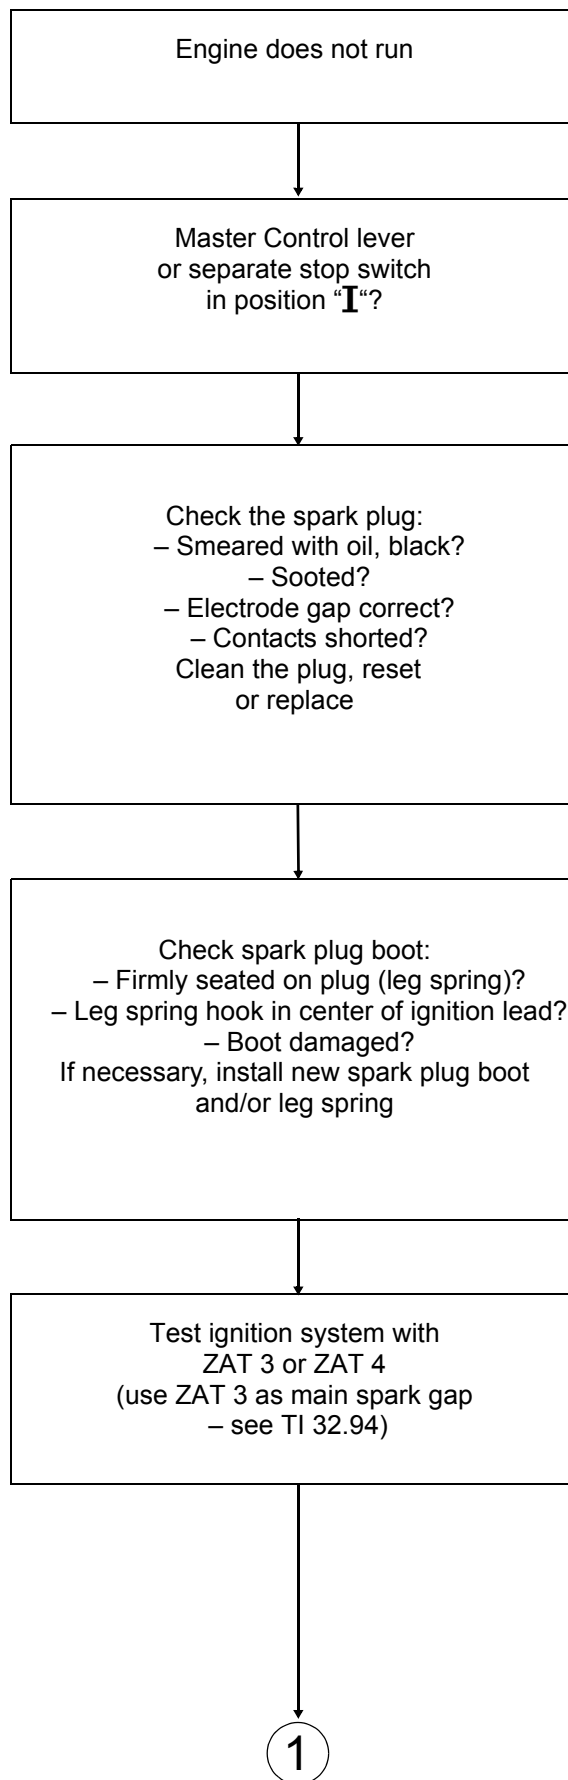 Engine does not run
Master Control lever
or separate stop switch
in position “I“?
Check the spark plug:
– Smeared with oil, black?
– Sooted?
– Electrode gap correct?
– Contacts shorted?
Clean the plug, reset
or replace
Check spark plug boot:
– Firmly seated on plug (leg spring)?
– Leg spring hook in center of ignition lead?
– Boot damaged?
If necessary, install new spark plug boot
and/or leg spring
Test ignition system with
ZAT 3 or ZAT 4
(use ZAT 3 as main spark gap
– see TI 32.94)
1